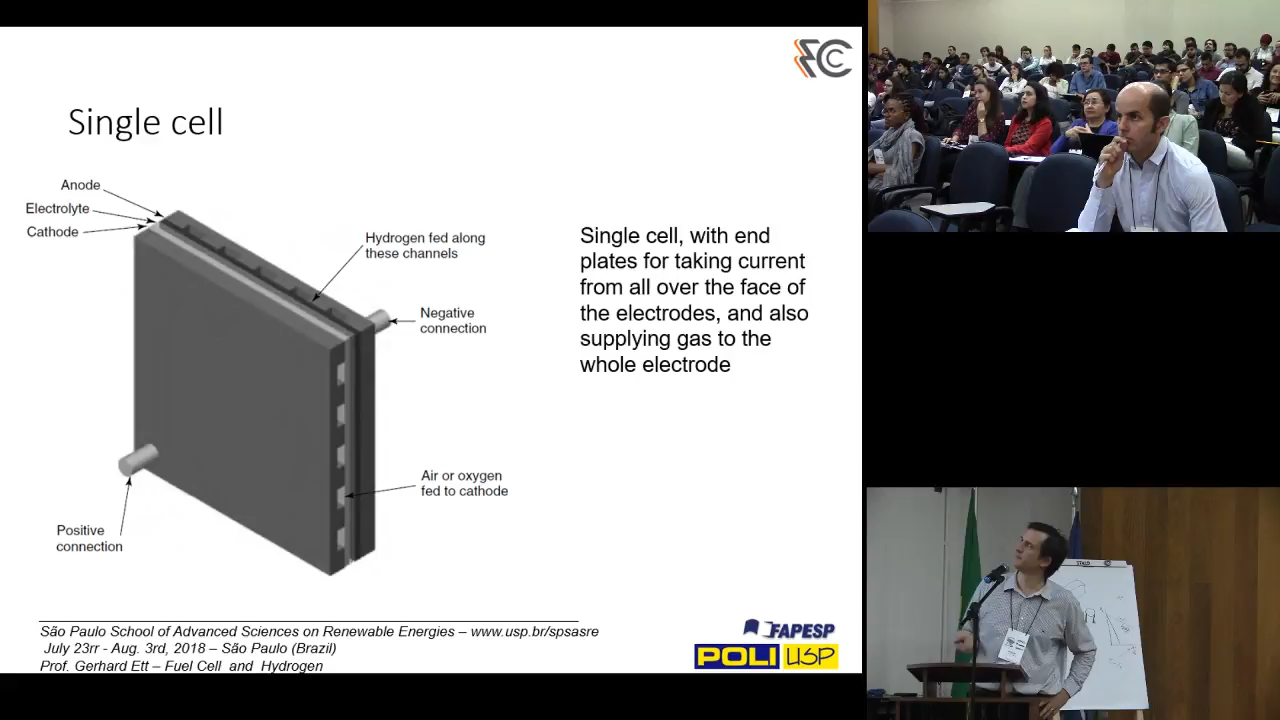 FCC
Single cell
Anode
Electrolyte
Cathode
Hydrogen fed along
these channels
Negative
connection
Air or oxygen
fed to cathode
Positive
connection
Single cell, with end
plates for taking current
from all over the face of
the electrodes, and also
supplying gas to the
whole electrode
São Paulo School of Advanced Sciences on Renewable Energies – www.usp.br/spsasre
July 23rr - Aug. 3rd, 2018 – São Paulo (Brazil)
Prof. Gerhard Ett – Fuel Cell and Hydrogen
FAPESP
POLI USP